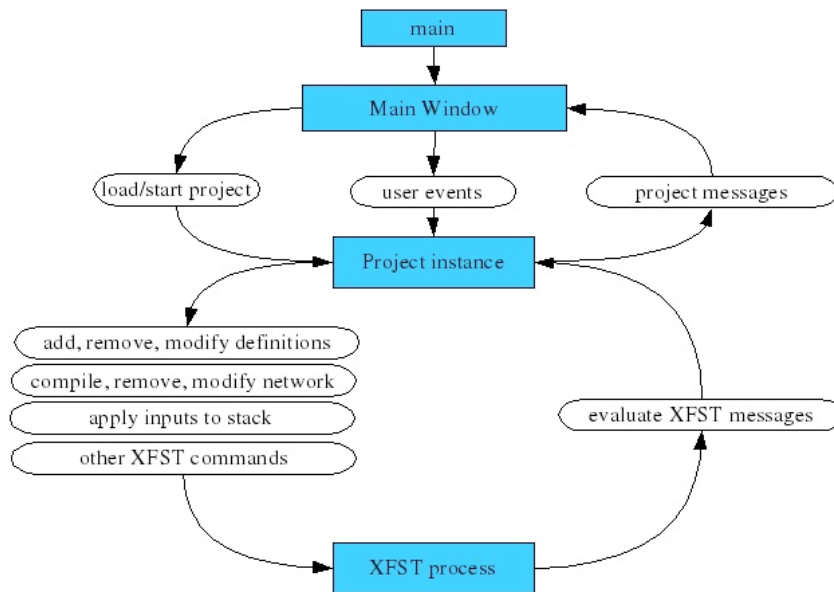 main
Main Window
load/start project
user events
project messages
Project instance
add, remove, modify definitions
compile, remove, modify network
apply inputs to stack
other XFST commands
evaluate XFST messages
XFST process